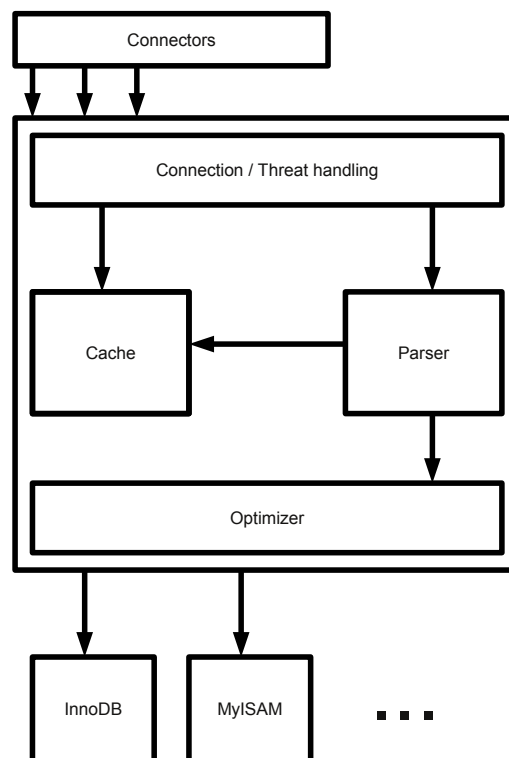 Connectors
Connection / Threat handling
Cache
Parser
Optimizer
InnoDB
MyISAM
...